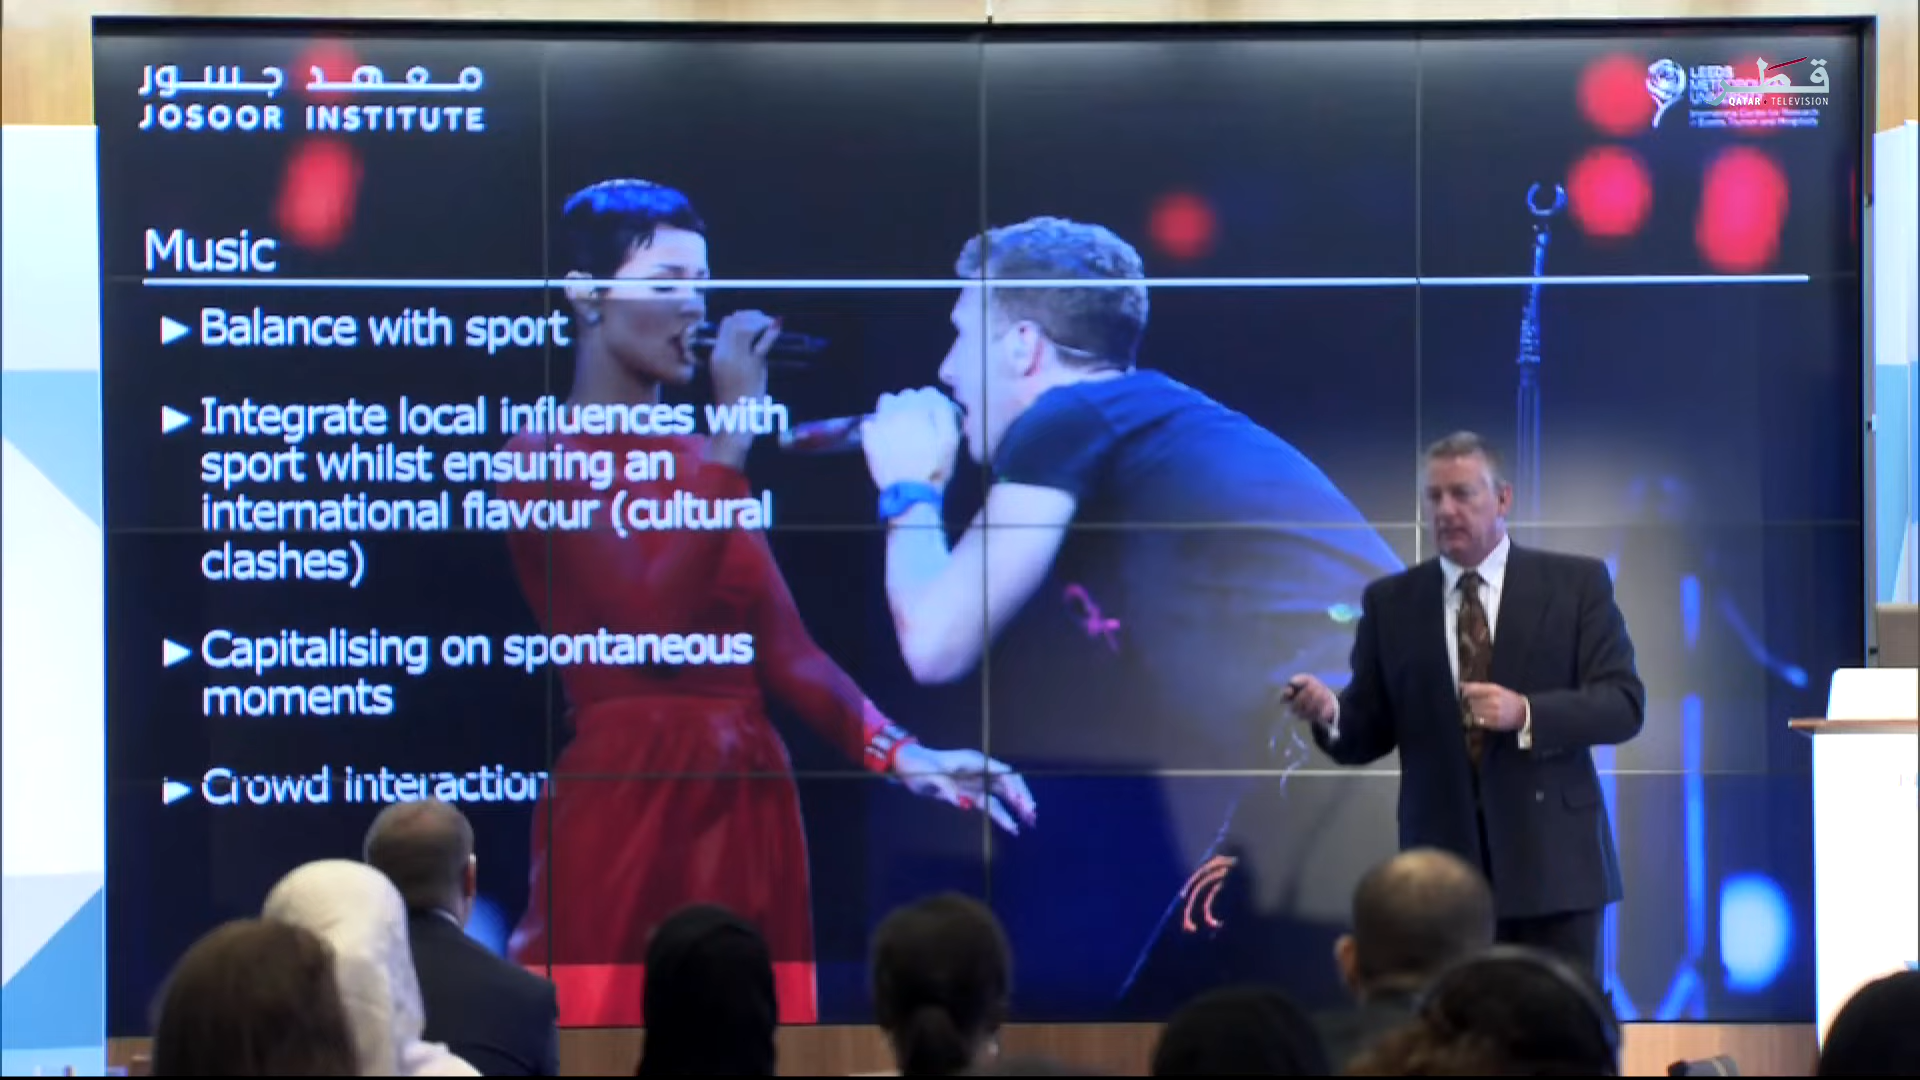 معهد جسور
JOSOOR INSTITUTE
قطر
LEEDS
QATAR TELEVISION
Music
Balance with sport
Integrate local influences with
sport whilst ensuring an
international flavour (cultural
clashes)
Capitalising on spontaneous
moments
Crowd interaction